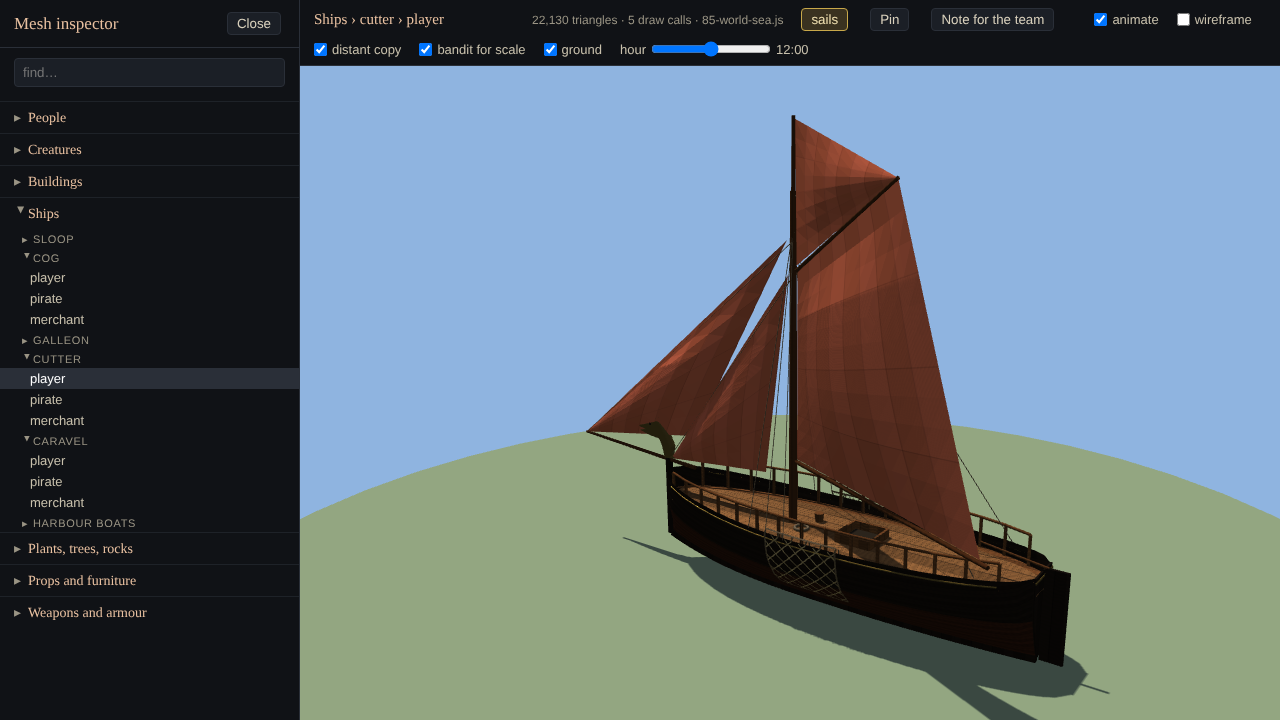 Mesh inspector
Close
find...
▸ People
▸ Creatures
▸ Buildings
▾ Ships
▸ SLOOP
▾ COG
player
pirate
merchant
▸ GALLEON
▾ CUTTER
player
pirate
merchant
▾ CARAVEL
player
pirate
merchant
▸ HARBOUR BOATS
▸ Plants, trees, rocks
▸ Props and furniture
▸ Weapons and armour
Ships › cutter › player
22,130 triangles · 5 draw calls · 85-world-sea.js
sails
Pin
Note for the team
animate
wireframe
distant copy
bandit for scale
ground
hour
12:00